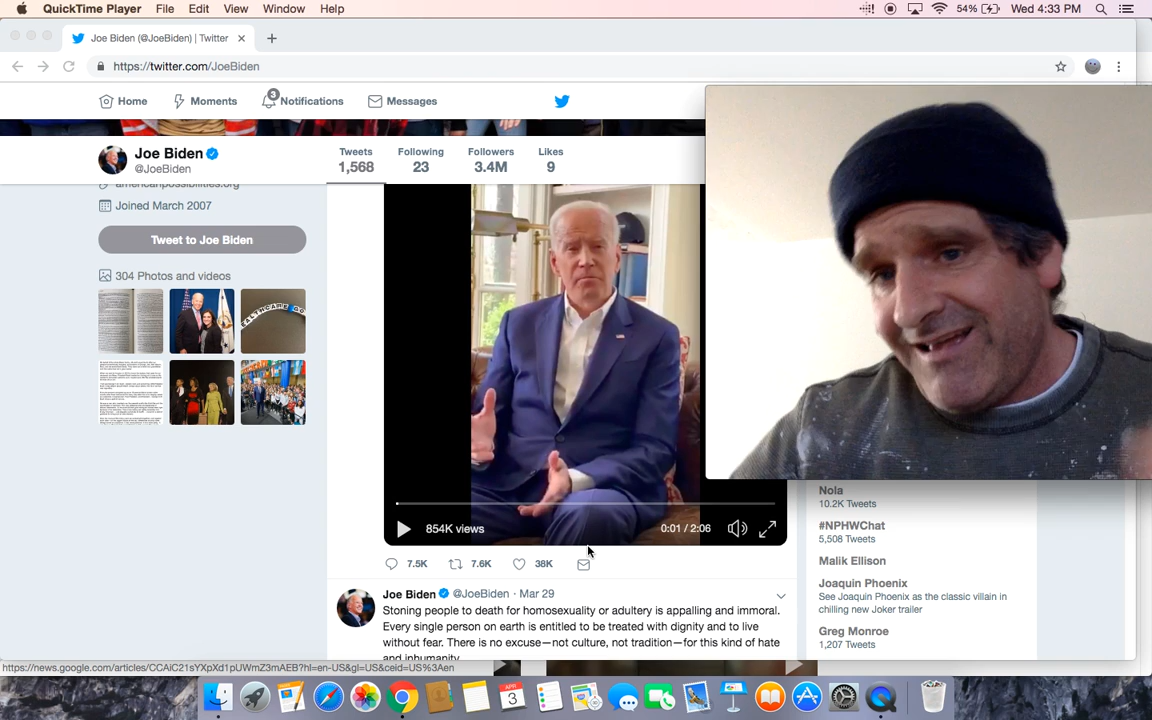 QuickTime Player File Edit View Window Help 54% Wed 4:33 PM
Joe Biden (@JoeBiden) | Twitter
https://twitter.com/JoeBiden
Home Moments 3 Notifications Messages
Joe Biden
@JoeBiden
Tweets Following Followers Likes
1,568 23 3.4M 9
americanpossibilities.org
Joined March 2007
Tweet to Joe Biden
304 Photos and videos
854K views 0:01 / 2:06
7.5K 7.6K 38K
Joe Biden @JoeBiden · Mar 29
Stoning people to death for homosexuality or adultery is appalling and immoral.
Every single person on earth is entitled to be treated with dignity and to live
without fear. There is no excuse—not culture, not tradition—for this kind of hate
and inhumanity.
Nola
10.2K Tweets
#NPHWChat
5,508 Tweets
Malik Ellison
Joaquin Phoenix
See Joaquin Phoenix as the classic villain in
chilling new Joker trailer
Greg Monroe
1,207 Tweets
https://news.google.com/articles/CCAiC21sYXpXd1pUWmZ3mAEB?hl=en-US&gl=US&ceid=US%3Aen
APR
3